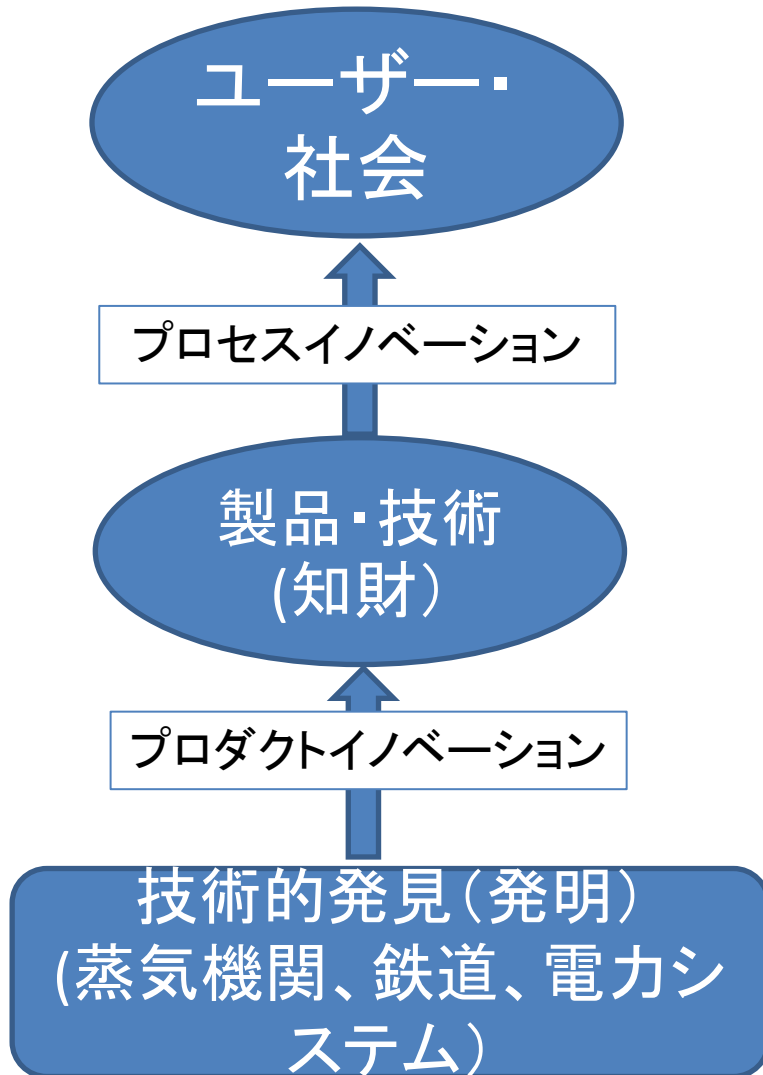 ユーザー・
社会
プロセスイノベーション
製品・技術
(知財）
プロダクトイノベーション
技術的発見（発明）
(蒸気機関、鉄道、電力シ
ステム）